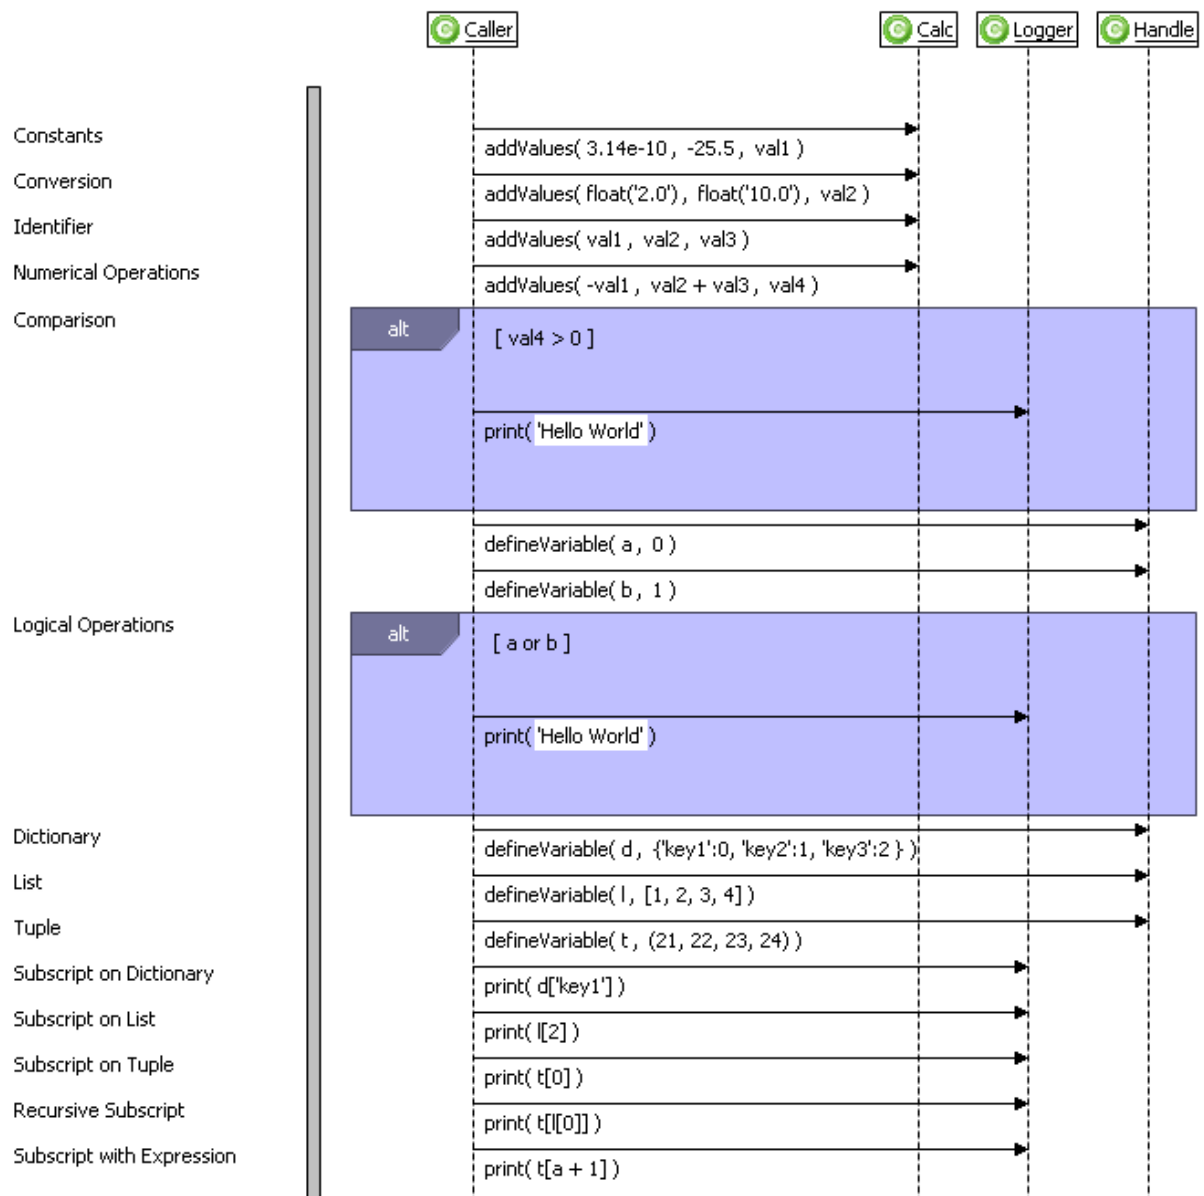 Caller Calc Logger Handle
Constants
addValues( 3.14e-10 , -25.5 , val1 )
Conversion
addValues( float('2.0') , float('10.0') , val2 )
Identifier
addValues( val1 , val2 , val3 )
Numerical Operations
addValues( -val1 , val2 + val3 , val4 )
Comparison
alt [ val4 > 0 ]
print( 'Hello World' )
defineVariable( a , 0 )
defineVariable( b , 1 )
Logical Operations
alt [ a or b ]
print( 'Hello World' )
Dictionary
defineVariable( d , {'key1':0, 'key2':1, 'key3':2 } )
List
defineVariable( l , [1, 2, 3, 4] )
Tuple
defineVariable( t , (21, 22, 23, 24) )
Subscript on Dictionary
print( d['key1'] )
Subscript on List
print( l[2] )
Subscript on Tuple
print( t[0] )
Recursive Subscript
print( t[l[0]] )
Subscript with Expression
print( t[a + 1] )